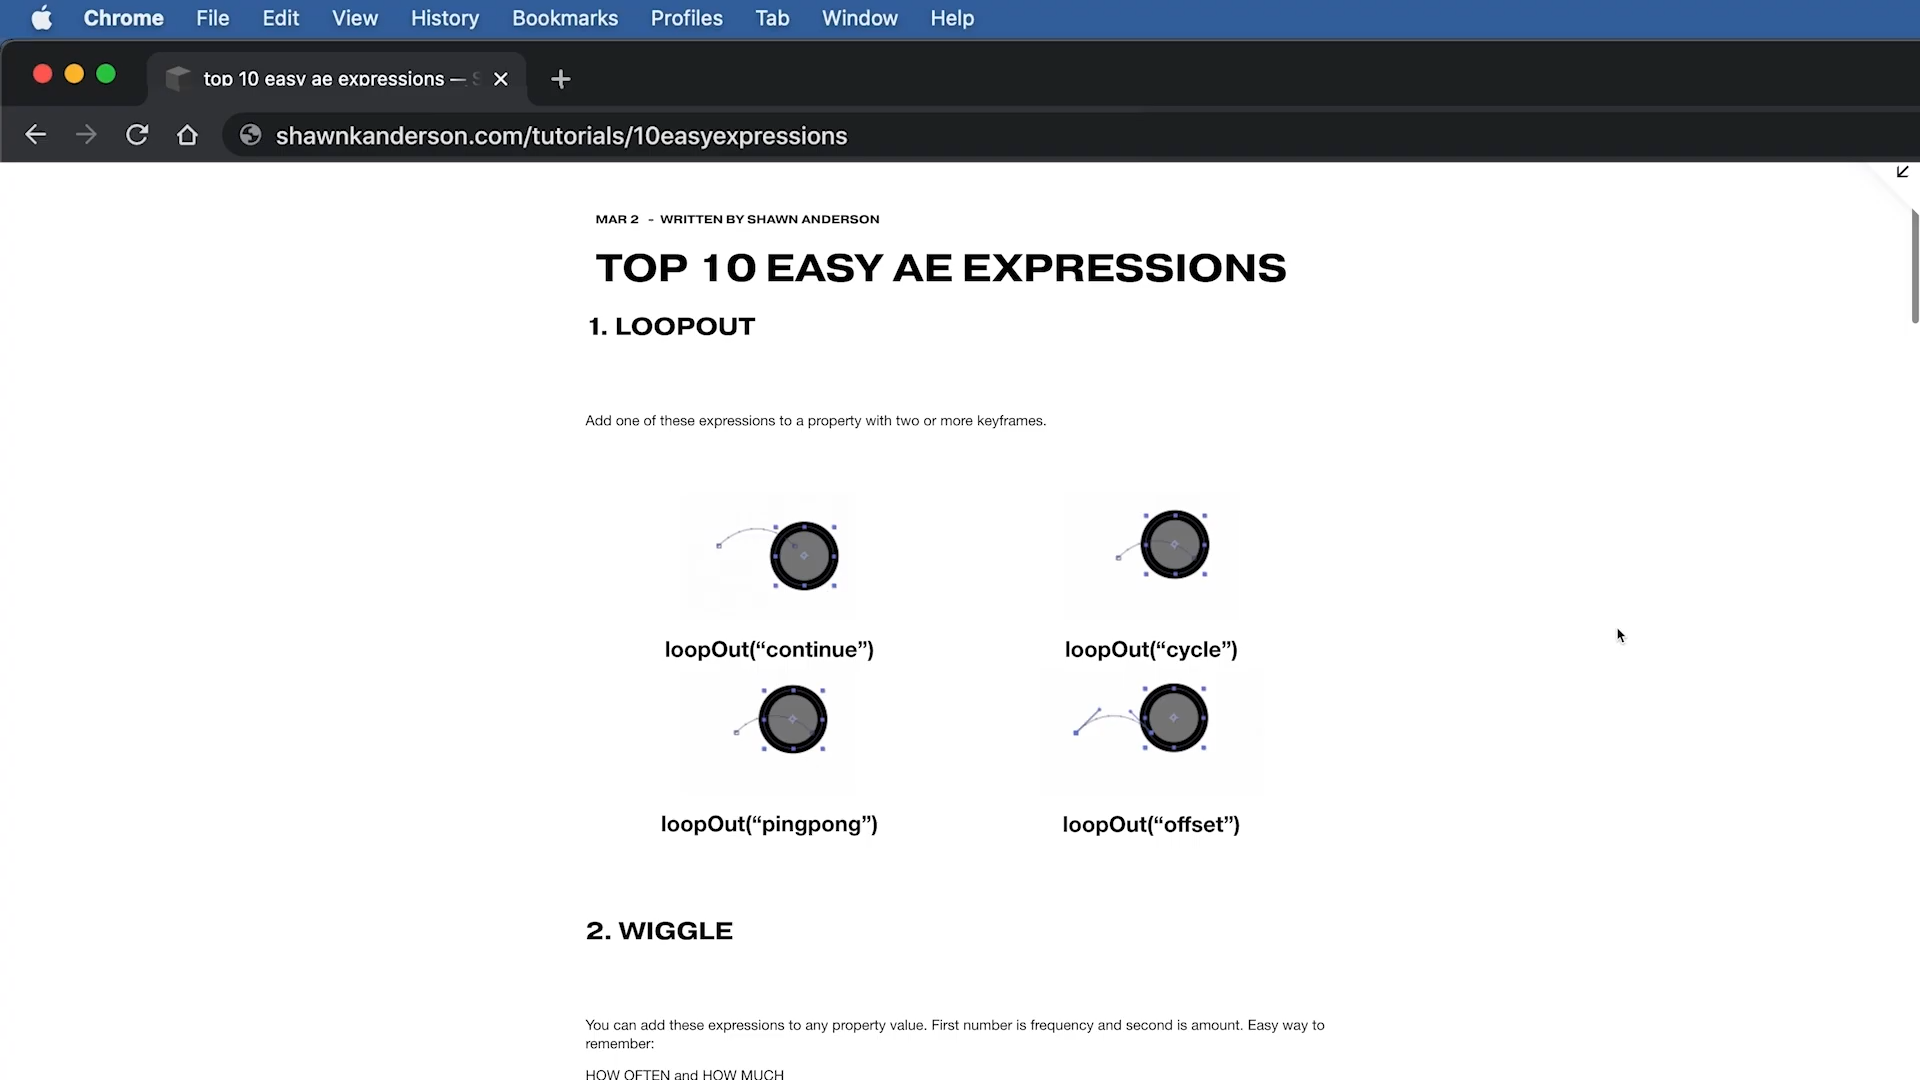 Chrome File Edit View History Bookmarks Profiles Tab Window Help
top 10 easy ae expressions —
shawnkanderson.com/tutorials/10easyexpressions
MAR 2 - WRITTEN BY SHAWN ANDERSON
TOP 10 EASY AE EXPRESSIONS
1. LOOPOUT
Add one of these expressions to a property with two or more keyframes.
loopOut(“continue”) loopOut(“cycle”)
loopOut(“pingpong”) loopOut(“offset”)
2. WIGGLE
You can add these expressions to any property value. First number is frequency and second is amount. Easy way to
remember:
HOW OFTEN and HOW MUCH